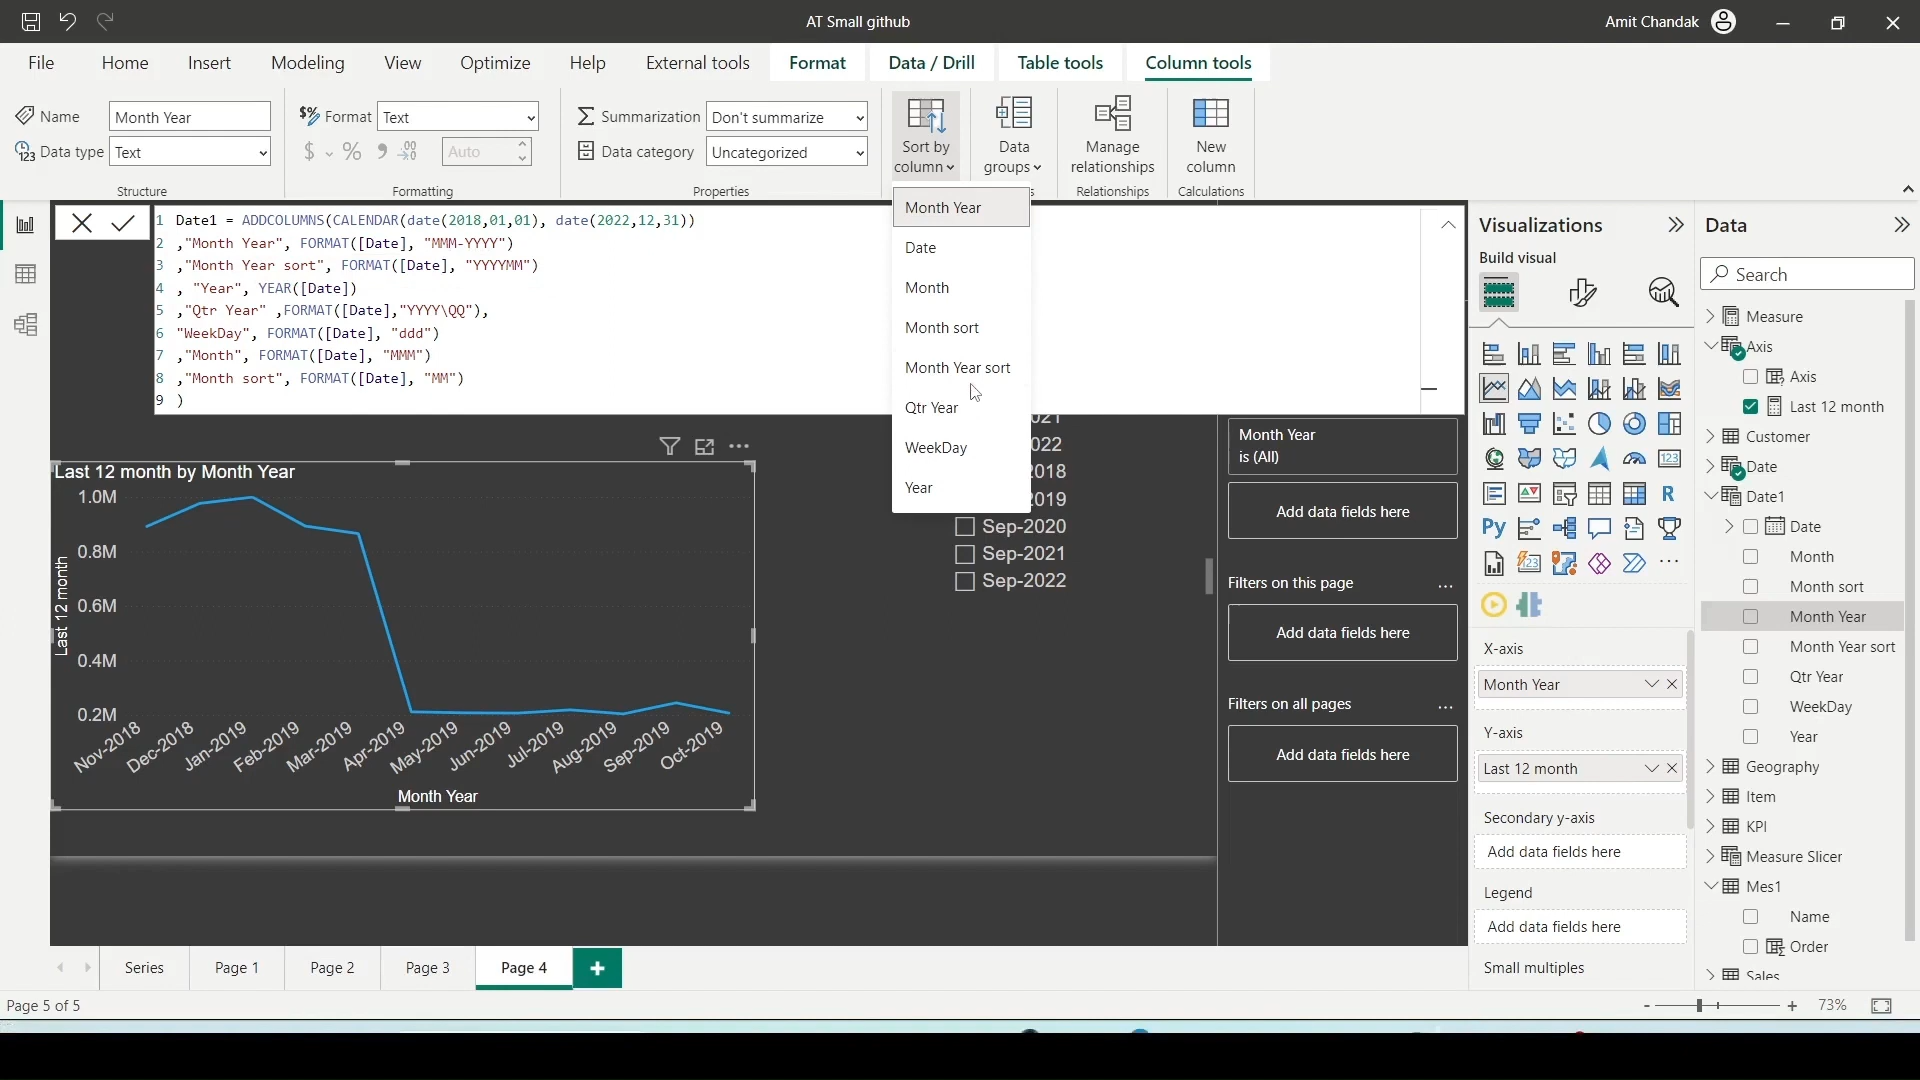 AT Small github
Amit Chandak
File
Home
Insert
Modeling
View
Optimize
Help
External tools
Format
Data / Drill
Table tools
Column tools
Name
Month Year
Data type
Text
Structure
Format
Text
$
%
Auto
Formatting
Summarization
Don't summarize
Data category
Uncategorized
Properties
Sort by
column
Data
groups
s
Manage
relationships
Relationships
New
column
Calculations
1 Date1 = ADDCOLUMNS(CALENDAR(date(2018,01,01), date(2022,12,31))
2 ,"Month Year", FORMAT([Date], "MMM-YYYY")
3 ,"Month Year sort", FORMAT([Date], "YYYYMM")
4 , "Year", YEAR([Date])
5 ,"Qtr Year" ,FORMAT([Date],"YYYY\QQ"),
6 "WeekDay", FORMAT([Date], "ddd")
7 ,"Month", FORMAT([Date], "MMM")
8 ,"Month sort", FORMAT([Date], "MM")
9 )
Month Year
Date
Month
Month sort
Month Year sort
Qtr Year
WeekDay
Year
Last 12 month by Month Year
1.0M
0.8M
0.6M
0.4M
0.2M
Last 12 month
Nov-2018
Dec-2018
Jan-2019
Feb-2019
Mar-2019
Apr-2019
May-2019
Jun-2019
Jul-2019
Aug-2019
Sep-2019
Oct-2019
Month Year
022
2018
2019
Sep-2020
Sep-2021
Sep-2022
Month Year
is (All)
Add data fields here
Filters on this page
Add data fields here
Filters on all pages
Add data fields here
Visualizations
Build visual
123
R
Py
123
X-axis
Month Year
Y-axis
Last 12 month
Secondary y-axis
Add data fields here
Legend
Add data fields here
Small multiples
Data
Search
Measure
Axis
Axis
Last 12 month
Customer
Date
Date1
Date
Month
Month sort
Month Year
Month Year sort
Qtr Year
WeekDay
Year
Geography
Item
KPI
Measure Slicer
Mes1
Name
Order
Sales
Series
Page 1
Page 2
Page 3
Page 4
Page 5 of 5
- + 73%